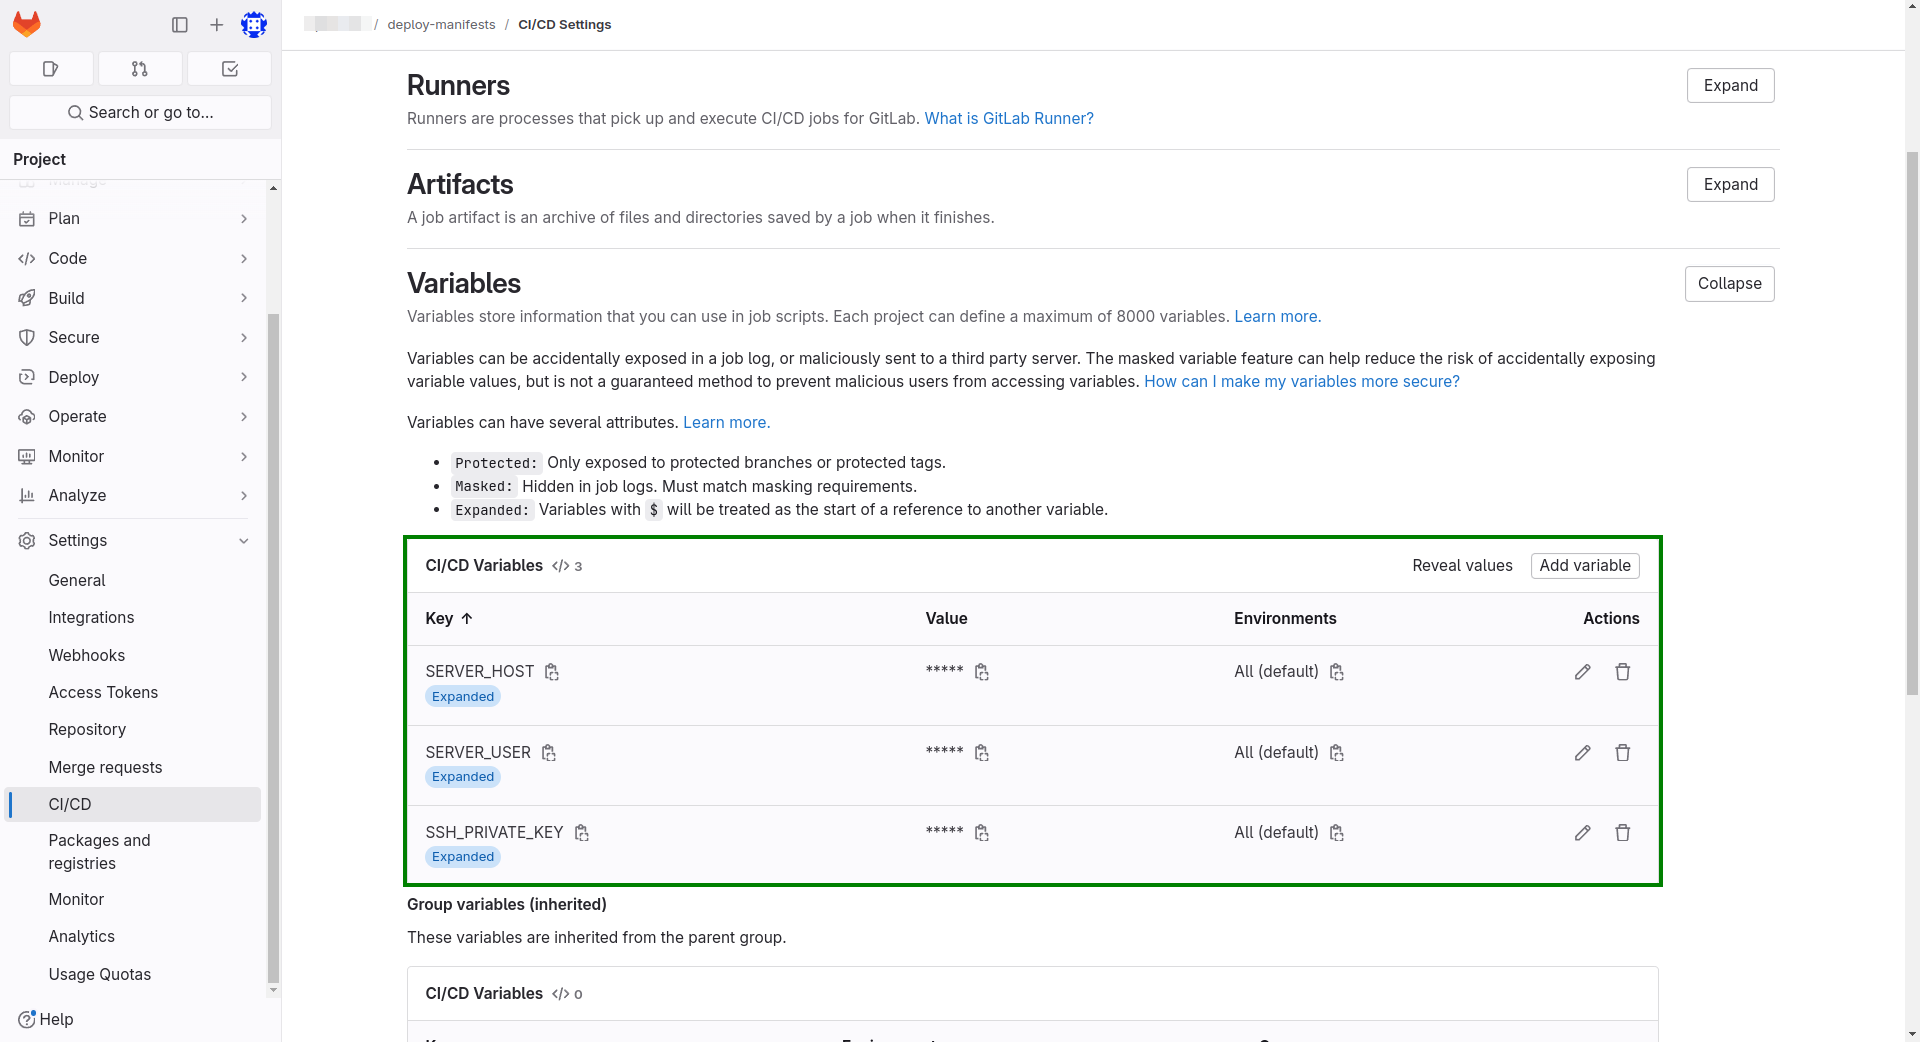 / deploy-manifests / CI/CD Settings
Search or go to...
Project
Manage
Plan
Code
Build
Secure
Deploy
Operate
Monitor
Analyze
Settings
General
Integrations
Webhooks
Access Tokens
Repository
Merge requests
CI/CD
Packages and
registries
Monitor
Analytics
Usage Quotas
Help
Runners
Expand
Runners are processes that pick up and execute CI/CD jobs for GitLab. What is GitLab Runner?
Artifacts
Expand
A job artifact is an archive of files and directories saved by a job when it finishes.
Variables
Collapse
Variables store information that you can use in job scripts. Each project can define a maximum of 8000 variables. Learn more.
Variables can be accidentally exposed in a job log, or maliciously sent to a third party server. The masked variable feature can help reduce the risk of accidentally exposing
variable values, but is not a guaranteed method to prevent malicious users from accessing variables. How can I make my variables more secure?
Variables can have several attributes. Learn more.
• Protected: Only exposed to protected branches or protected tags.
• Masked: Hidden in job logs. Must match masking requirements.
• Expanded: Variables with $ will be treated as the start of a reference to another variable.
CI/CD Variables </> 3 Reveal values Add variable
Key ↑ Value Environments Actions
SERVER_HOST ***** All (default)
Expanded
SERVER_USER ***** All (default)
Expanded
SSH_PRIVATE_KEY ***** All (default)
Expanded
Group variables (inherited)
These variables are inherited from the parent group.
CI/CD Variables </> 0